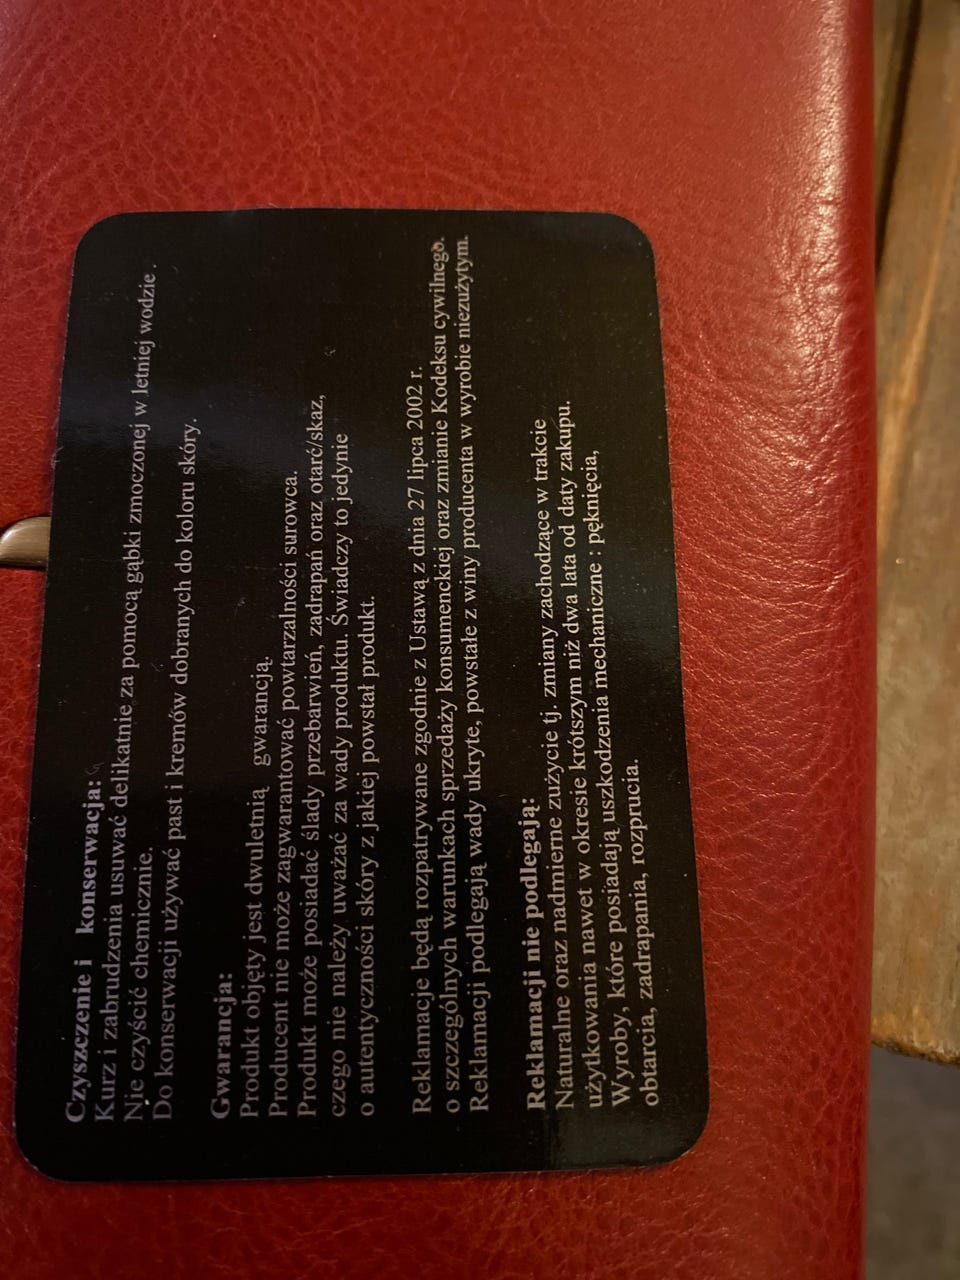 Czyszczenie i konserwacja:
Kurz i zabrudzenia usuwać delikatnie za pomocą gąbki zmoczonej w letniej wodzie .
Nie czyścić chemicznie.
Do konserwacji używać past i kremów dobranych do koloru skóry.
Gwarancja:
Produkt objęty jest dwuletnią gwarancją.
Producent nie może zagwarantować powtarzalności surowca.
Produkt może posiadać ślady przebarwień, zadrapań oraz otarć/skaz,
czego nie należy uważać za wady produktu. Świadczy to jedynie
o autentyczności skóry z jakiej powstał produkt.
Reklamacje będą rozpatrywane zgodnie z Ustawą z dnia 27 lipca 2002 r.
o szczególnych warunkach sprzedaży konsumenckiej oraz zmianie Kodeksu cywilnego.
Reklamacji podlegają wady ukryte, powstałe z winy producenta w wyrobie niezużytym.
Reklamacji nie podlegają:
Naturalne oraz nadmierne zużycie tj. zmiany zachodzące w trakcie
użytkowania nawet w okresie krótszym niż dwa lata od daty zakupu.
Wyroby, które posiadają uszkodzenia mechaniczne : pęknięcia,
obtarcia, zadrapania, rozprucia.